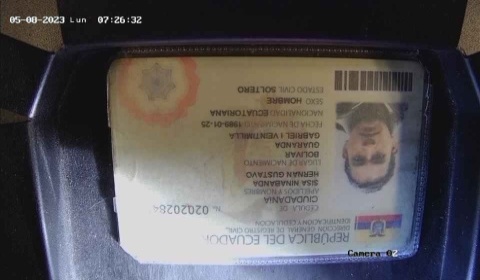 05-08-2023 Lun 07:26:32
REPÚBLICA DEL ECUADOR
DIRECCIÓN GENERAL DE REGISTRO CIVIL,
IDENTIFICACIÓN Y CEDULACIÓN
CÉDULA DE
CIUDADANÍA
APELLIDOS Y NOMBRES
SISA NINABANDA
HERNAN GUSTAVO
LUGAR DE NACIMIENTO
BOLIVAR
GUARANDA
GABRIEL I VEINTIMILLA
FECHA DE NACIMIENTO 1985-01-25
NACIONALIDAD ECUATORIANA
SEXO HOMBRE
ESTADO CIVIL SOLTERO
Camera 02